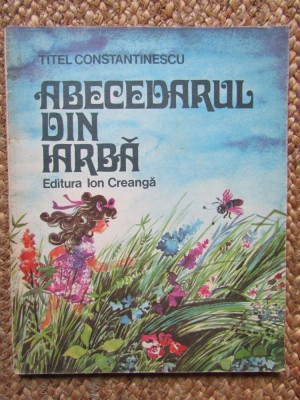 TITEL CONSTANTINESCU
ABECEDARUL
DIN
IARBĂ
Editura Ion Creangă